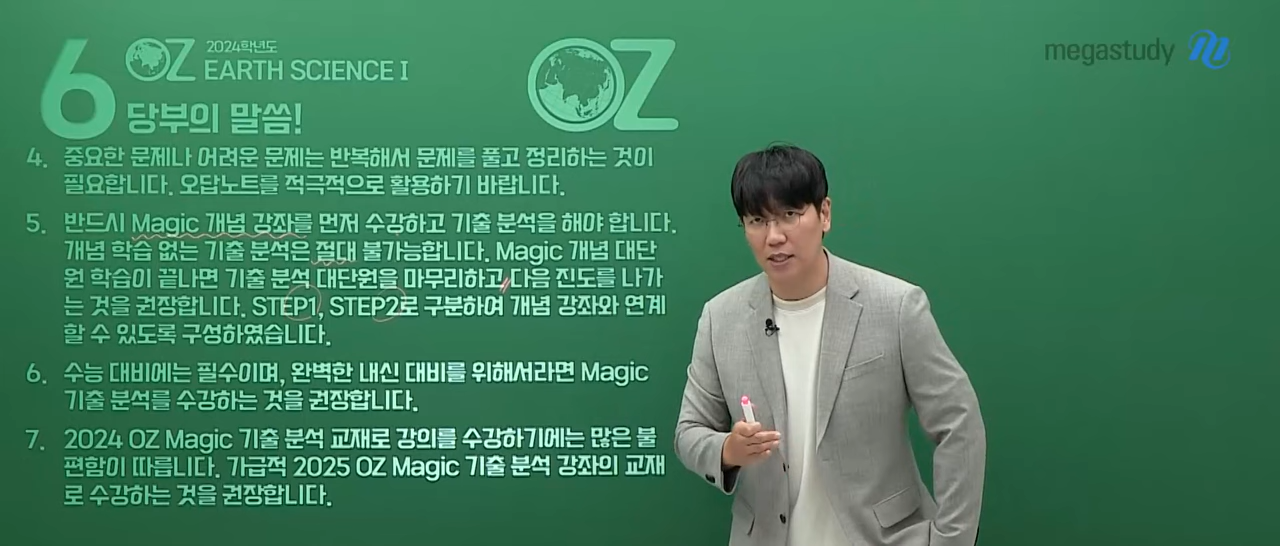 6
OZ 2024학년도
EARTH SCIENCE I
당부의 말씀!
OZ
megastudy
4. 중요한 문제나 어려운 문제는 반복해서 문제를 풀고 정리하는 것이
필요합니다. 오답노트를 적극적으로 활용하기 바랍니다.
5. 반드시 Magic 개념 강좌를 먼저 수강하고 기출 분석을 해야 합니다.
개념 학습 없는 기출 분석은 절대 불가능합니다. Magic 개념 대단
원 학습이 끝나면 기출 분석 대단원을 마무리하고 다음 진도를 나가
는 것을 권장합니다. STEP1, STEP2로 구분하여 개념 강좌와 연계
할 수 있도록 구성하였습니다.
6. 수능 대비에는 필수이며, 완벽한 내신 대비를 위해서라면 Magic
기출 분석를 수강하는 것을 권장합니다.
7. 2024 OZ Magic 기출 분석 교재로 강의를 수강하기에는 많은 불
편함이 따릅니다. 가급적 2025 OZ Magic 기출 분석 강좌의 교재
로 수강하는 것을 권장합니다.